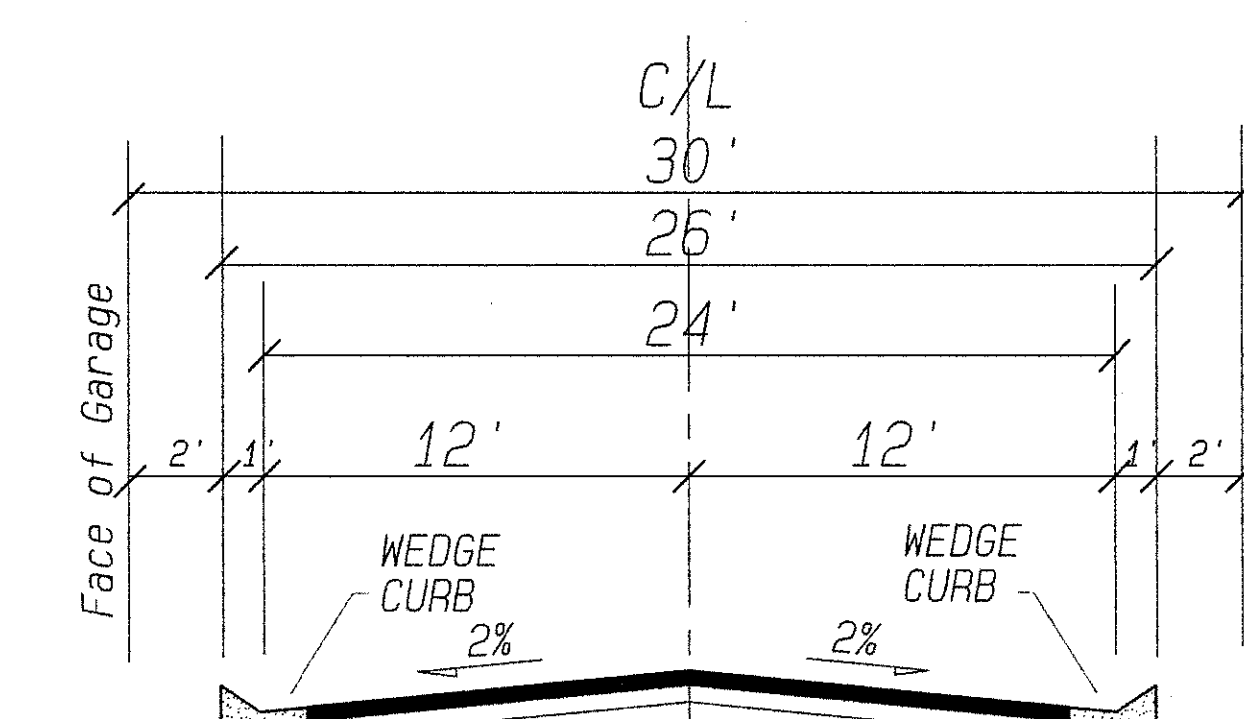 C/L
30'
26'
24'
Face of Garage
2' 1' 12' 12' 1' 2'
WEDGE
CURB
WEDGE
CURB
2% 2%